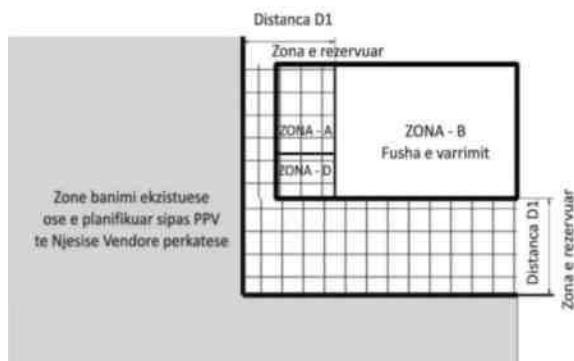 Distanca D1
Zona e rezervuar
ZONA - A
ZONA - B
Fusha e varrimit
ZONA - D
Zone banimi ekzistuese
ose e planifikuar sipas PPV
te Njesise Vendore perkatese
Distanca D1
Zona e rezervuar